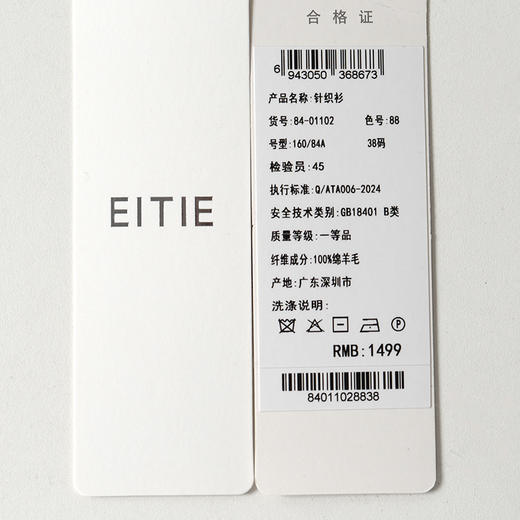 EITIE
合格证
6 943050 368673
产品名称:针织衫
货号:84-01102 色号:88
号型:160/84A 38码
检验员:45
执行标准:Q/ATA006-2024
安全技术类别:GB18401 B类
质量等级:一等品
纤维成分:100%绵羊毛
产地:广东深圳市
洗涤说明:
P
RMB:1499
84011028838